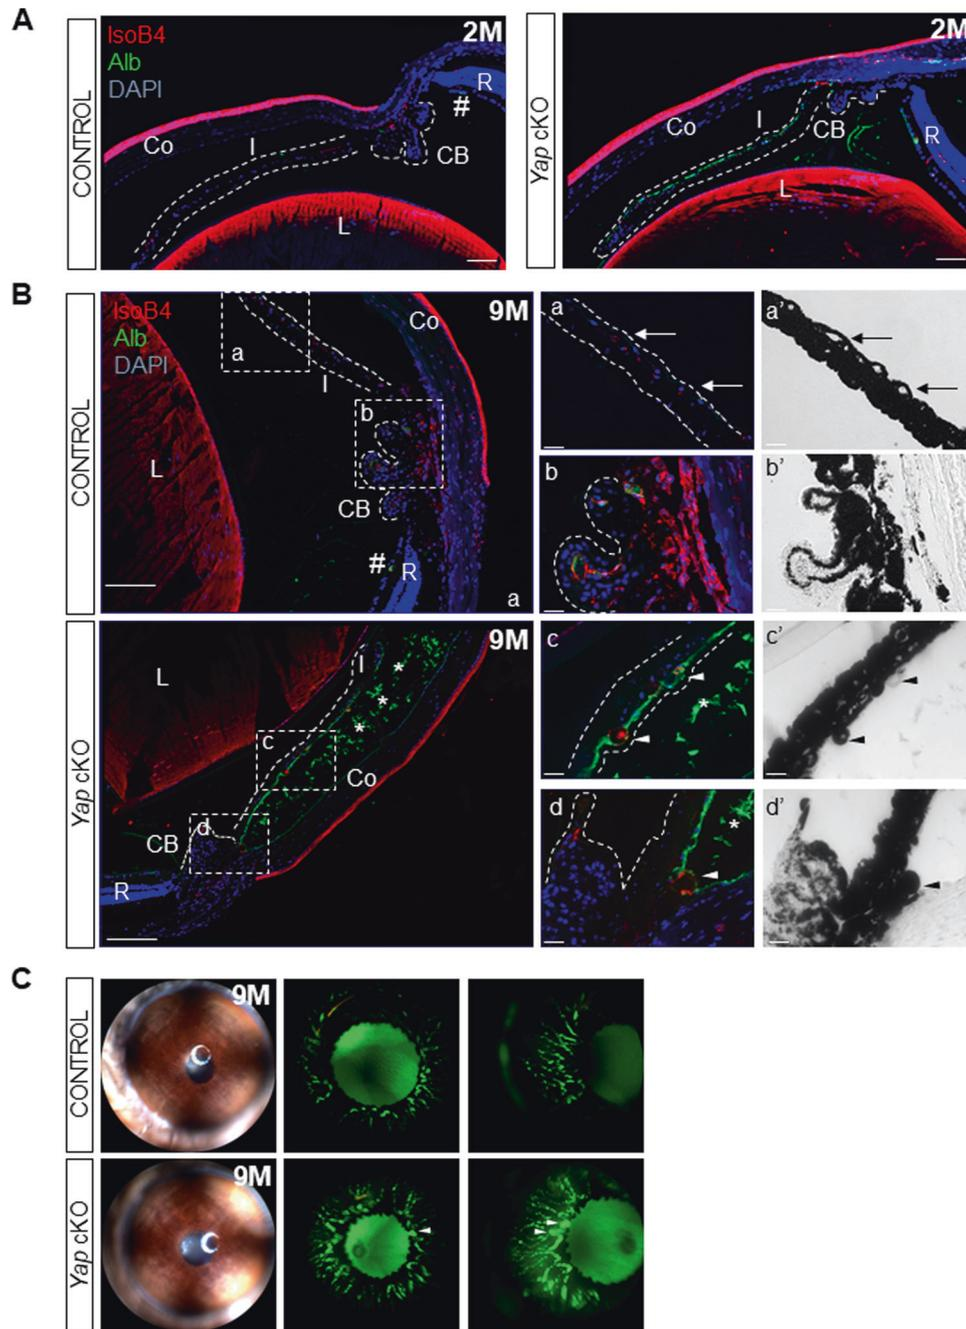 A
CONTROL
IsoB4
Alb
DAPI
2M
Co
I
R
#
CB
L
Yap cKO
2M
Co
I
CB
R
L
B
CONTROL
IsoB4
Alb
DAPI
9M
Co
a
I
b
L
CB
#
R
a
a
a'
b
b'
Yap cKO
9M
L
I
*
*
*
c
Co
d
CB
R
c
*
c'
d
*
d'
C
CONTROL
9M
Yap cKO
9M